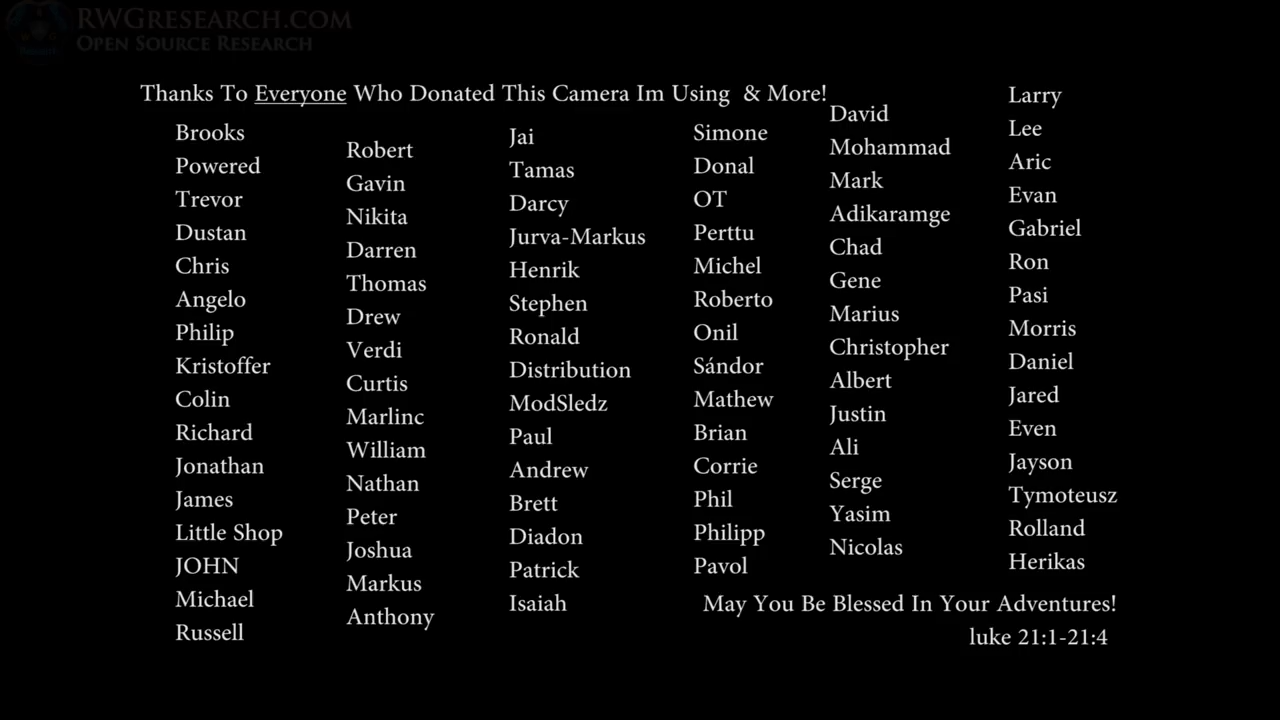 RWGRESEARCH.COM
OPEN SOURCE RESEARCH
Thanks To Everyone Who Donated This Camera Im Using & More!
Brooks
Powered
Trevor
Dustan
Chris
Angelo
Philip
Kristoffer
Colin
Richard
Jonathan
James
Little Shop
JOHN
Michael
Russell
Robert
Gavin
Nikita
Darren
Thomas
Drew
Verdi
Curtis
Marlinc
William
Nathan
Peter
Joshua
Markus
Anthony
Jai
Tamas
Darcy
Jurva-Markus
Henrik
Stephen
Ronald
Distribution
ModSledz
Paul
Andrew
Brett
Diadon
Patrick
Isaiah
Simone
Donal
OT
Perttu
Michel
Roberto
Onil
Sándor
Mathew
Brian
Corrie
Phil
Philipp
Pavol
David
Mohammad
Mark
Adikaramge
Chad
Gene
Marius
Christopher
Albert
Justin
Ali
Serge
Yasim
Nicolas
Larry
Lee
Aric
Evan
Gabriel
Ron
Pasi
Morris
Daniel
Jared
Even
Jayson
Tymoteusz
Rolland
Herikas
May You Be Blessed In Your Adventures!
luke 21:1-21:4